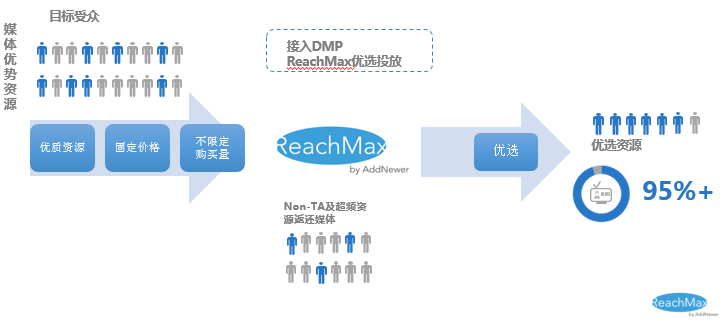 目标受众
媒体优势资源
优质资源
固定价格
不限定
购买量
接入DMP
ReachMax优选投放
ReachMax
by AddNewer
Non-TA及超频资
源返还媒体
优选
优选资源
95%+
ReachMax
by AddNewer